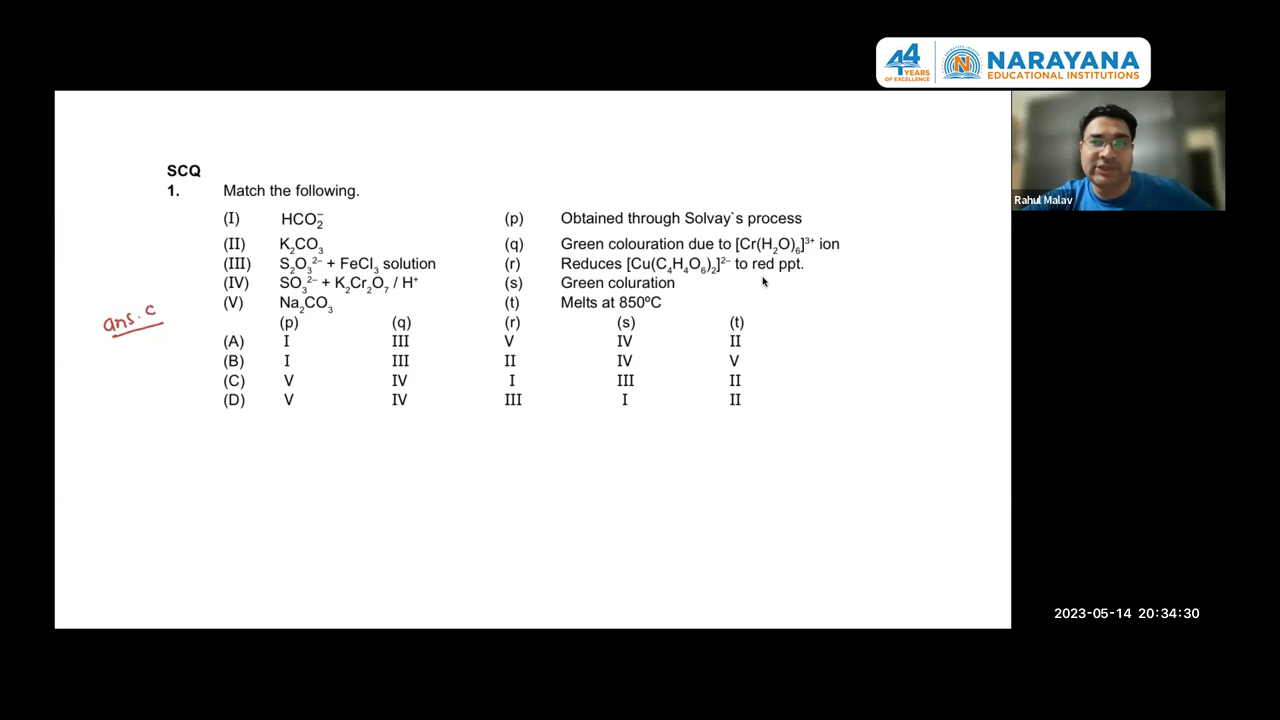 44
YEARS
OF EXCELLENCE
NARAYANA
EDUCATIONAL INSTITUTIONS
Rahul Malav
SCQ
1. Match the following.
(I) HCO₂⁻ (p) Obtained through Solvay`s process
(II) K₂CO₃ (q) Green colouration due to [Cr(H₂O)₆]³⁺ ion
(III) S₂O₃²⁻ + FeCl₃ solution (r) Reduces [Cu(C₄H₄O₆)₂]²⁻ to red ppt.
(IV) SO₃²⁻ + K₂Cr₂O₇ / H⁺ (s) Green coluration
(V) Na₂CO₃ (t) Melts at 850ºC
ans. c
(p) (q) (r) (s) (t)
(A) I III V IV II
(B) I III II IV V
(C) V IV I III II
(D) V IV III I II
2023-05-14 20:34:30